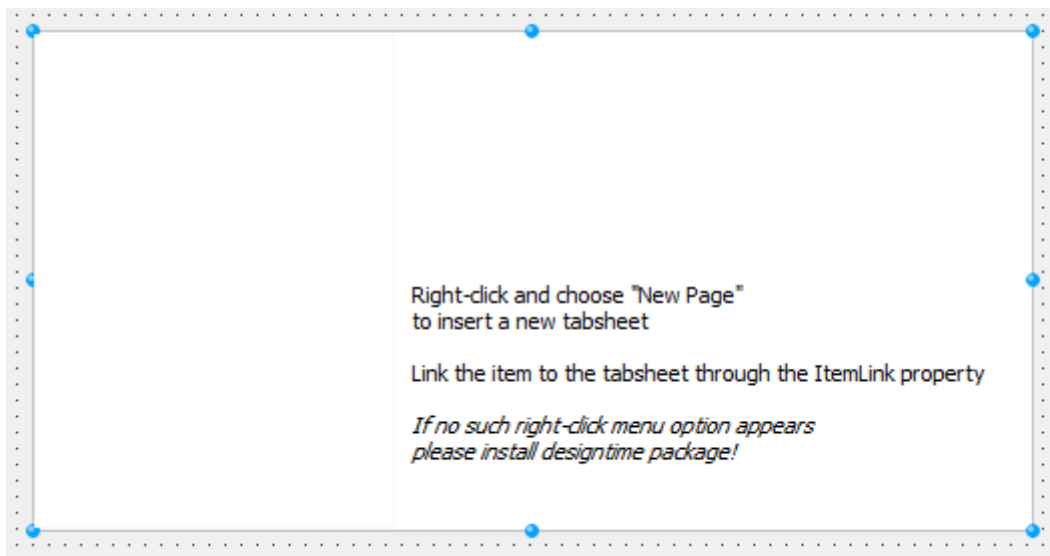 Right-click and choose "New Page"
to insert a new tabsheet
Link the item to the tabsheet through the ItemLink property
If no such right-click menu option appears
please install designtime package!